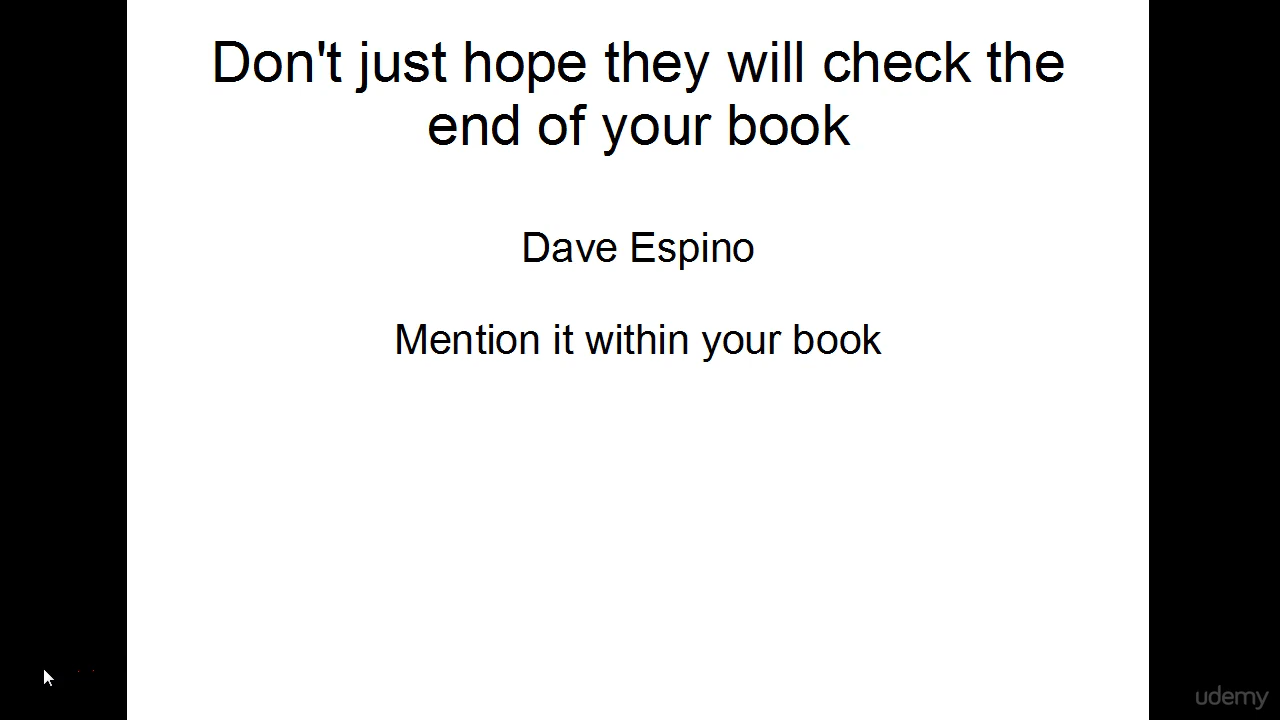 Don't just hope they will check the
end of your book
Dave Espino
Mention it within your book
udemy